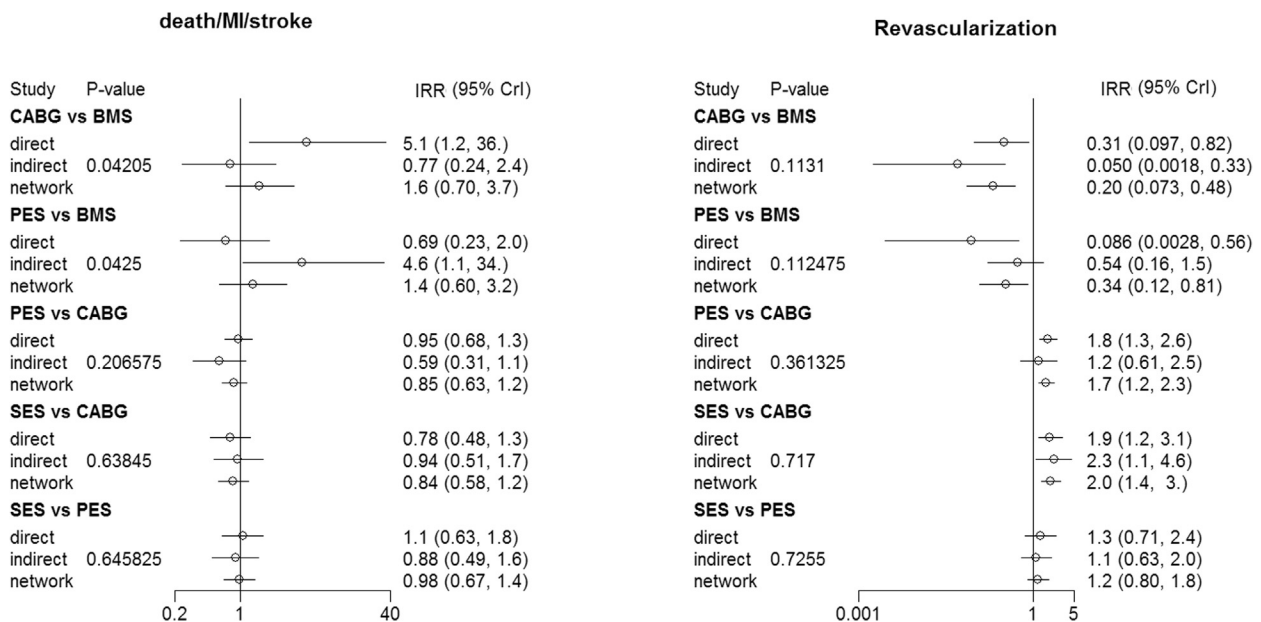 death/MI/stroke
Study P-value IRR (95% CrI)
CABG vs BMS
direct 5.1 (1.2, 36.)
indirect 0.04205 0.77 (0.24, 2.4)
network 1.6 (0.70, 3.7)
PES vs BMS
direct 0.69 (0.23, 2.0)
indirect 0.0425 4.6 (1.1, 34.)
network 1.4 (0.60, 3.2)
PES vs CABG
direct 0.95 (0.68, 1.3)
indirect 0.206575 0.59 (0.31, 1.1)
network 0.85 (0.63, 1.2)
SES vs CABG
direct 0.78 (0.48, 1.3)
indirect 0.63845 0.94 (0.51, 1.7)
network 0.84 (0.58, 1.2)
SES vs PES
direct 1.1 (0.63, 1.8)
indirect 0.645825 0.88 (0.49, 1.6)
network 0.98 (0.67, 1.4)
0.2 1 40
Revascularization
Study P-value IRR (95% CrI)
CABG vs BMS
direct 0.31 (0.097, 0.82)
indirect 0.1131 0.050 (0.0018, 0.33)
network 0.20 (0.073, 0.48)
PES vs BMS
direct 0.086 (0.0028, 0.56)
indirect 0.112475 0.54 (0.16, 1.5)
network 0.34 (0.12, 0.81)
PES vs CABG
direct 1.8 (1.3, 2.6)
indirect 0.361325 1.2 (0.61, 2.5)
network 1.7 (1.2, 2.3)
SES vs CABG
direct 1.9 (1.2, 3.1)
indirect 0.717 2.3 (1.1, 4.6)
network 2.0 (1.4, 3.)
SES vs PES
direct 1.3 (0.71, 2.4)
indirect 0.7255 1.1 (0.63, 2.0)
network 1.2 (0.80, 1.8)
0.001 1 5